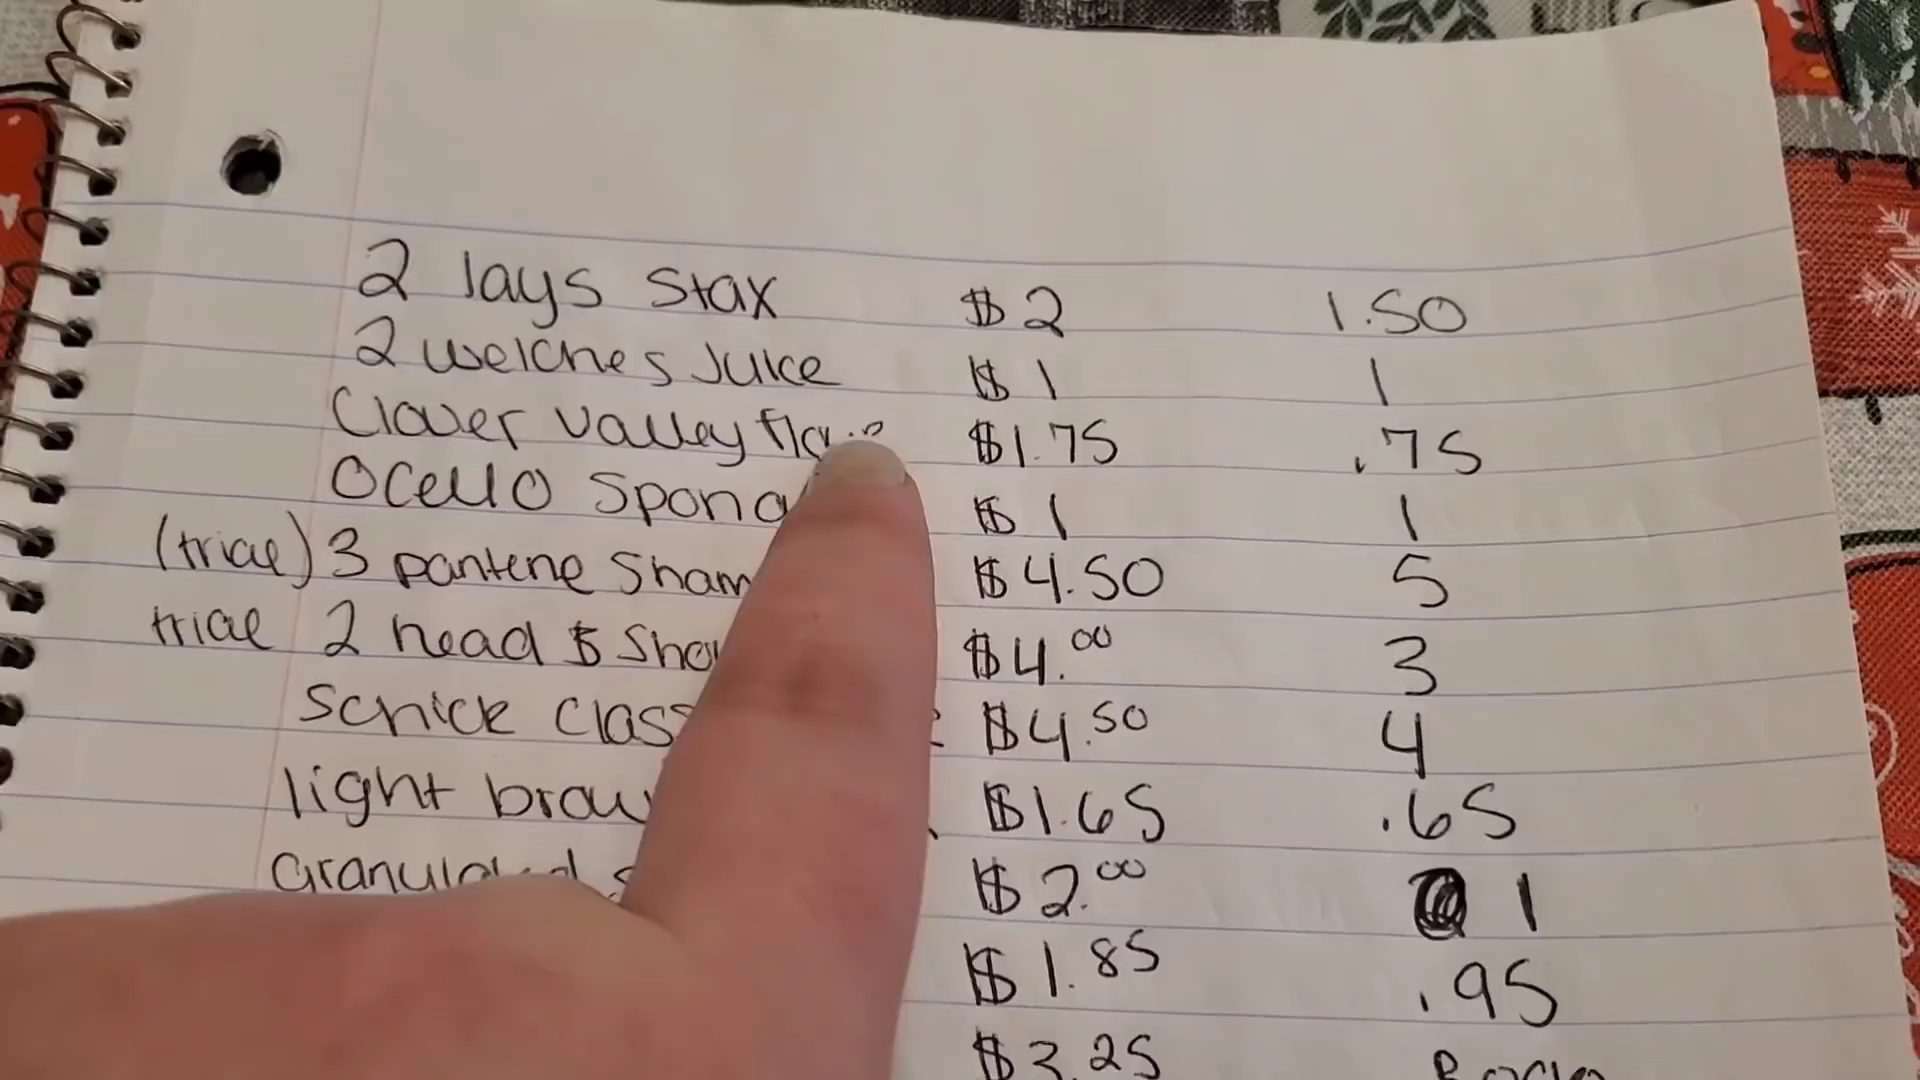 2 lays stax $2 1.50
2 welches Juice $1 1
Clover valley $1.75 .75
Ocello $1 1
(triae) 3 pantene $4.50 5
triae 2 head $ $4.00 3
Schick $4.50 4
light $1.65 .65
$2.00 1
$1.85 .95
$3.25